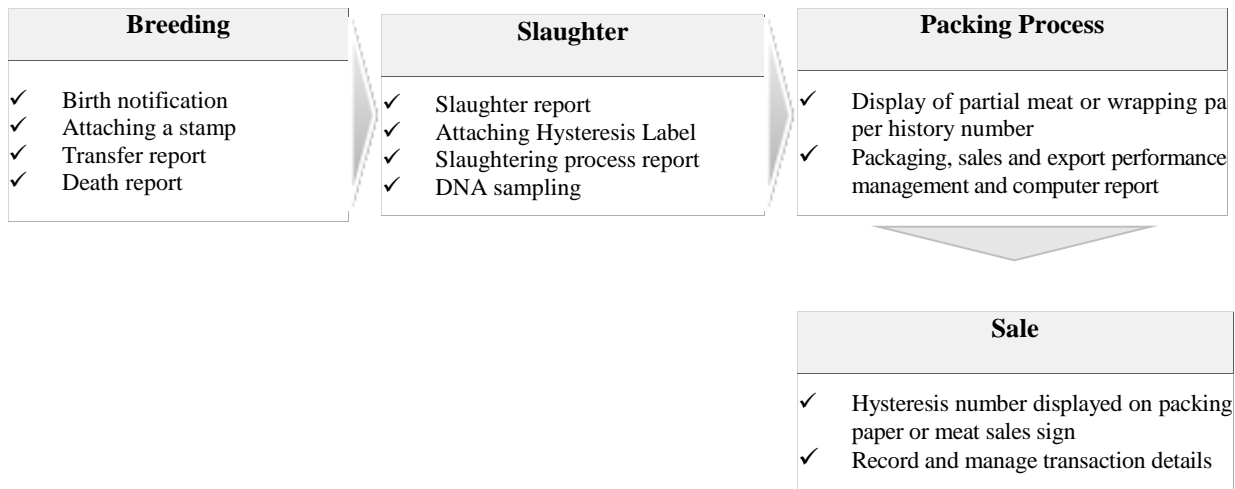 Breeding
✓ Birth notification
✓ Attaching a stamp
✓ Transfer report
✓ Death report
Slaughter
✓ Slaughter report
✓ Attaching Hysteresis Label
✓ Slaughtering process report
✓ DNA sampling
Packing Process
✓ Display of partial meat or wrapping pa
per history number
✓ Packaging, sales and export performance
management and computer report
Sale
✓ Hysteresis number displayed on packing
paper or meat sales sign
✓ Record and manage transaction details